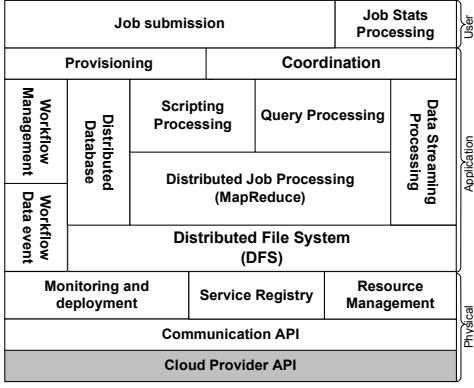 Job submission
Job Stats
Processing
User
Provisioning
Coordination
Workflow
Management
Distributed
Database
Scripting
Processing
Query Processing
Data Streaming
Processing
Application
Distributed Job Processing
(MapReduce)
Workflow
Data event
Distributed File System
(DFS)
Monitoring and
deployment
Service Registry
Resource
Management
Physical
Communication API
Cloud Provider API